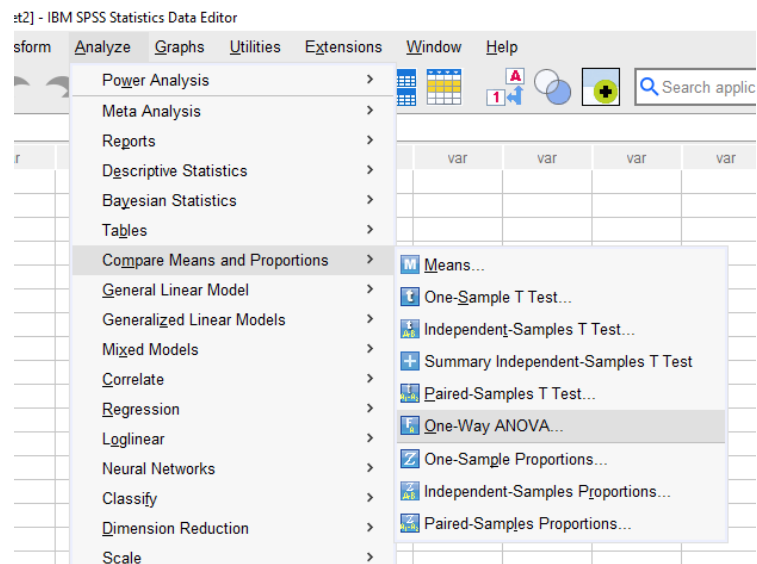 et2] - IBM SPSS Statistics Data Editor
sform Analyze Graphs Utilities Extensions Window Help
Search applic
Power Analysis
Meta Analysis
Reports
Descriptive Statistics
Bayesian Statistics
Tables
Compare Means and Proportions
General Linear Model
Generalized Linear Models
Mixed Models
Correlate
Regression
Loglinear
Neural Networks
Classify
Dimension Reduction
Scale
A
1
r var var var var
M Means...
t One-Sample T Test...
Independent-Samples T Test...
Summary Independent-Samples T Test
Paired-Samples T Test...
One-Way ANOVA...
Z One-Sample Proportions...
Independent-Samples Proportions...
Paired-Samples Proportions...